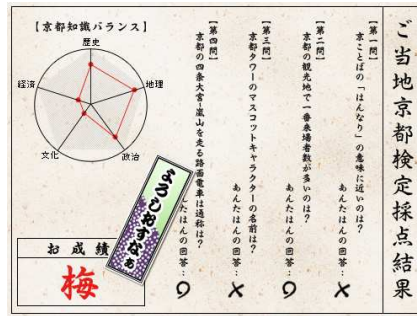 ご当地京都検定採点結果
【第一問】
京ことばの「はんなり」の意味に近いのは？
あんたはんの回答：×
【第二問】
京都の観光地で一番来場者数が多いのは？
あんたはんの回答：○
【第三問】
京都タワーのマスコットキャラクターの名前は？
あんたはんの回答：×
【第四問】
京都の四条大宮~嵐山を走る路面電車は通称は？
んたはんの回答：○
【京都知識バランス】
歴史
地理
政治
文化
経済
よろしおすなぁ
お成績
梅